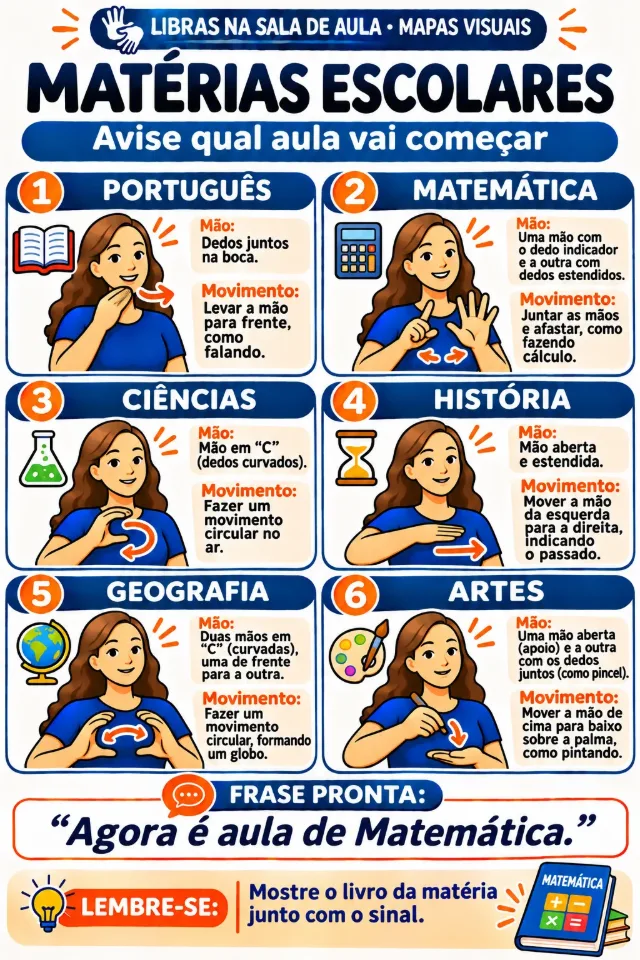 LIBRAS NA SALA DE AULA • MAPAS VISUAIS
MATÉRIAS ESCOLARES
Avise qual aula vai começar
1 PORTUGUÊS
Mão:
Dedos juntos
na boca.
Movimento:
Levar a mão
para frente,
como
falando.
2 MATEMÁTICA
Mão:
Uma mão com
o dedo indicador
e a outra com
dedos estendidos.
Movimento:
Juntar as mãos
e afastar, como
fazendo
cálculo.
3 CIÊNCIAS
Mão:
Mão em “C”
(dedos curvados).
Movimento:
Fazer um
movimento
circular no
ar.
4 HISTÓRIA
Mão:
Mão aberta
e estendida.
Movimento:
Mover a mão
da esquerda
para a direita,
indicando
o passado.
5 GEOGRAFIA
Mão:
Duas mãos em
“C” (curvadas),
uma de frente
para a outra.
Movimento:
Fazer um
movimento
circular, formando
um globo.
6 ARTES
Mão:
Uma mão aberta
(apoio) e a outra
com os dedos
juntos (como pincel).
Movimento:
Mover a mão de
cima para baixo
sobre a palma,
como pintando.
FRASE PRONTA:
“Agora é aula de Matemática.”
LEMBRE-SE:
Mostre o livro da matéria
junto com o sinal.
MATEMÁTICA
+ −
× =